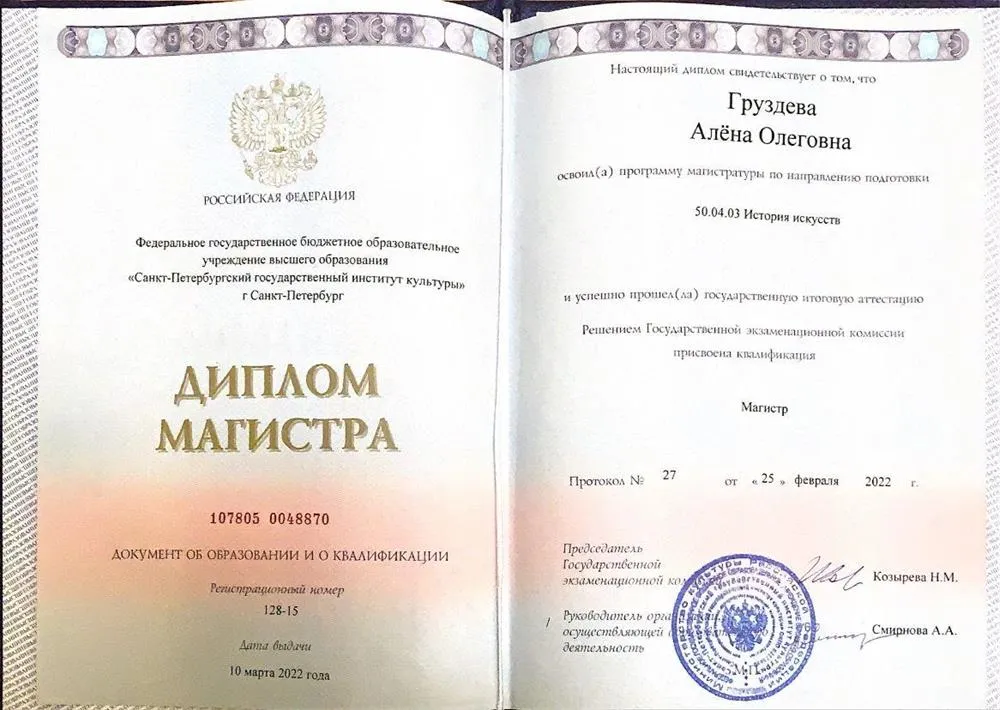 РОССИЙСКАЯ ФЕДЕРАЦИЯ
Федеральное государственное бюджетное образовательное
учреждение высшего образования
«Санкт-Петербургский государственный институт культуры»
г Санкт-Петербург
ДИПЛОМ
МАГИСТРА
107805 0048870
ДОКУМЕНТ ОБ ОБРАЗОВАНИИ И О КВАЛИФИКАЦИИ
Регистрационный номер
128-15
Дата выдачи
10 марта 2022 года
Настоящий диплом свидетельствует о том, что
Груздева
Алёна Олеговна
освоил(а) программу магистратуры по направлению подготовки
50.04.03 История искусств
и успешно прошел(ла) государственную итоговую аттестацию
Решением Государственной экзаменационной комиссии
присвоена квалификация
Магистр
Протокол № 27 от « 25 » февраля 2022 г.
Председатель
Государственной
экзаменационной
Козырева Н.М.
Руководитель
осуществляющей
деятельность
Смирнова А.А.
М.П.